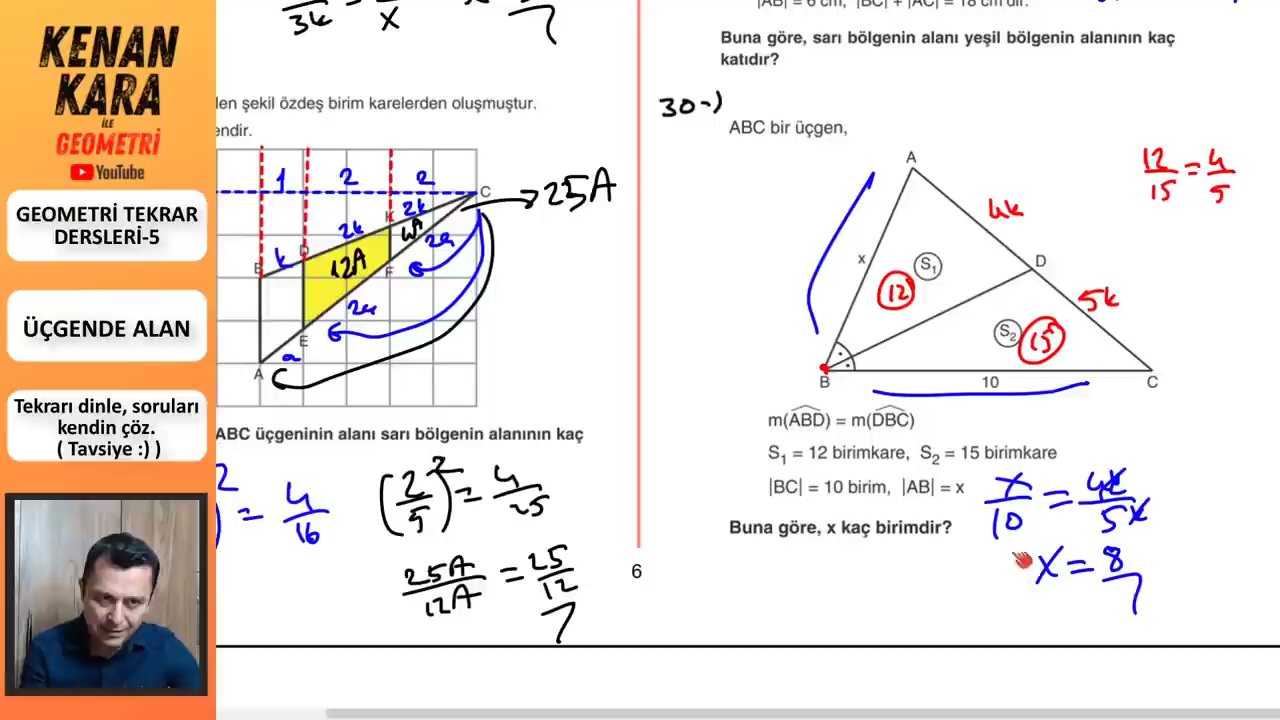 KENAN
KARA
İLE
GEOMETRİ
YouTube
GEOMETRİ TEKRAR
DERSLERİ-5
ÜÇGENDE ALAN
Tekrarı dinle, soruları
kendin çöz.
( Tavsiye :) )
3k
x
7
len şekil özdeş birim karelerden oluşmuştur.
endir.
1 2 2
C
25A
2k
K
2k
4A
2a
D
k
B
12A
F
2a
E
a
A
ABC üçgeninin alanı sarı bölgenin alanının kaç
2 = 4/16
(2/5)² = 4/25
25A/12A = 25/12
6
|AB| = 6 cm, |BC| + |AC| = 18 cm'dir.
Buna göre, sarı bölgenin alanı yeşil bölgenin alanının kaç
katıdır?
30-)
ABC bir üçgen,
12/15 = 4/5
A
4k
x
D
S1
12
5k
S2
15
B
10
C
m(ABD) = m(DBC)
S1 = 12 birimkare, S2 = 15 birimkare
|BC| = 10 birim, |AB| = x
x/10 = 4k/5k
Buna göre, x kaç birimdir?
x = 8